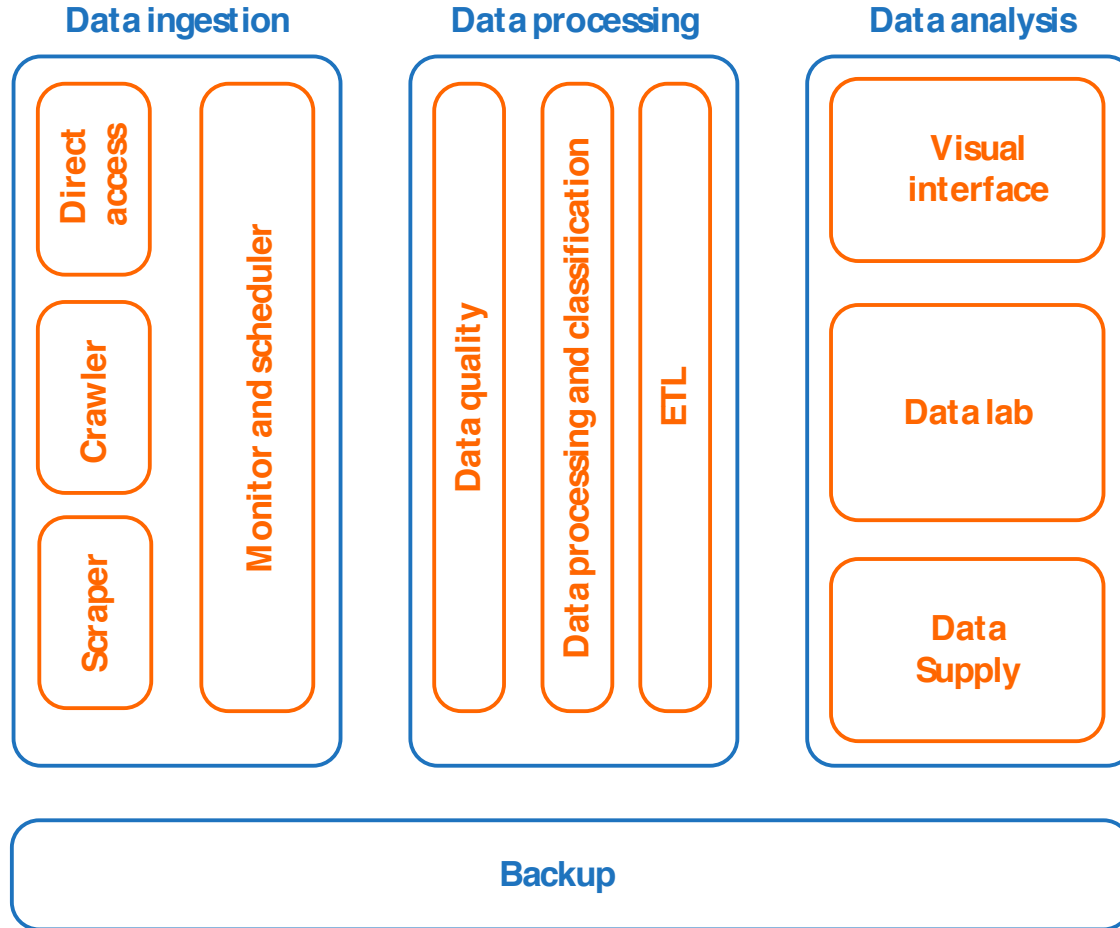 Data ingestion
Data processing
Data analysis
Direct
access
Crawler
Scraper
Monitor and scheduler
Data quality
Data processing and classification
ETL
Visual
interface
Data lab
Data
Supply
Backup